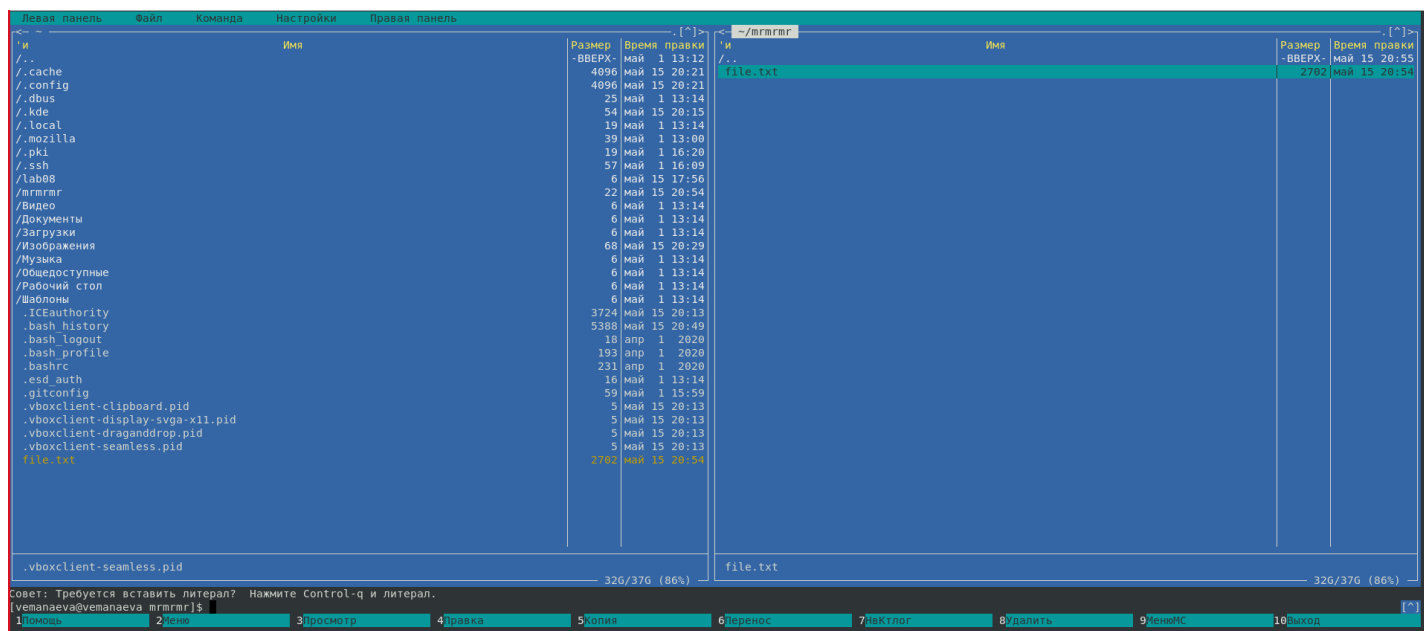 Левая панель Файл Команда Настройки Правая панель
<─ ~ .[^]>
'и Имя Размер Время правки
/.. -ВВЕРХ- май 1 13:12
/.cache 4096 май 15 20:21
/.config 4096 май 15 20:21
/.dbus 25 май 1 13:14
/.kde 54 май 15 20:15
/.local 19 май 1 13:14
/.mozilla 39 май 1 13:00
/.pki 19 май 1 16:20
/.ssh 57 май 1 16:09
/lab08 6 май 15 17:56
/mrmrmr 22 май 15 20:54
/Видео 6 май 1 13:14
/Документы 6 май 1 13:14
/Загрузки 6 май 1 13:14
/Изображения 68 май 15 20:29
/Музыка 6 май 1 13:14
/Общедоступные 6 май 1 13:14
/Рабочий стол 6 май 1 13:14
/Шаблоны 6 май 1 13:14
.ICEauthority 3724 май 15 20:13
.bash_history 5388 май 15 20:49
.bash_logout 18 апр 1 2020
.bash_profile 193 апр 1 2020
.bashrc 231 апр 1 2020
.esd_auth 16 май 1 13:14
.gitconfig 59 май 1 15:59
.vboxclient-clipboard.pid 5 май 15 20:13
.vboxclient-display-svga-x11.pid 5 май 15 20:13
.vboxclient-draganddrop.pid 5 май 15 20:13
.vboxclient-seamless.pid 5 май 15 20:13
file.txt 2702 май 15 20:54
.vboxclient-seamless.pid
32G/37G (86%)
<─ ~/mrmrmr .[^]>
'и Имя Размер Время правки
/.. -ВВЕРХ- май 15 20:55
file.txt 2702 май 15 20:54
file.txt
32G/37G (86%)
Совет: Требуется вставить литерал? Нажмите Control-q и литерал.
[vemanaeva@vemanaeva mrmrmr]$ [^]
1Помощь 2Меню 3Просмотр 4Правка 5Копия 6Перенос 7НвКтлог 8Удалить 9МенюMC 10Выход